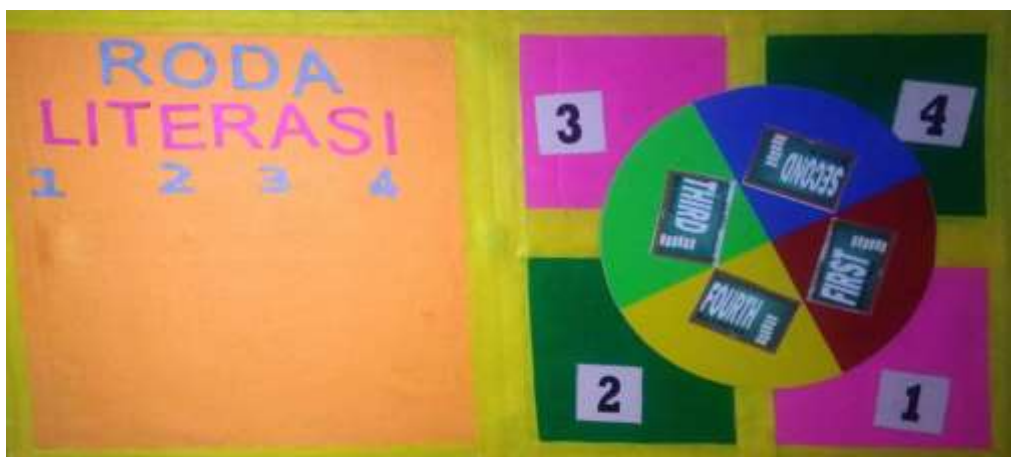 RODA
LITERASI
1 2 3 4
3
4
SECOND
THIRD
FIRST
FOURTH
2
1